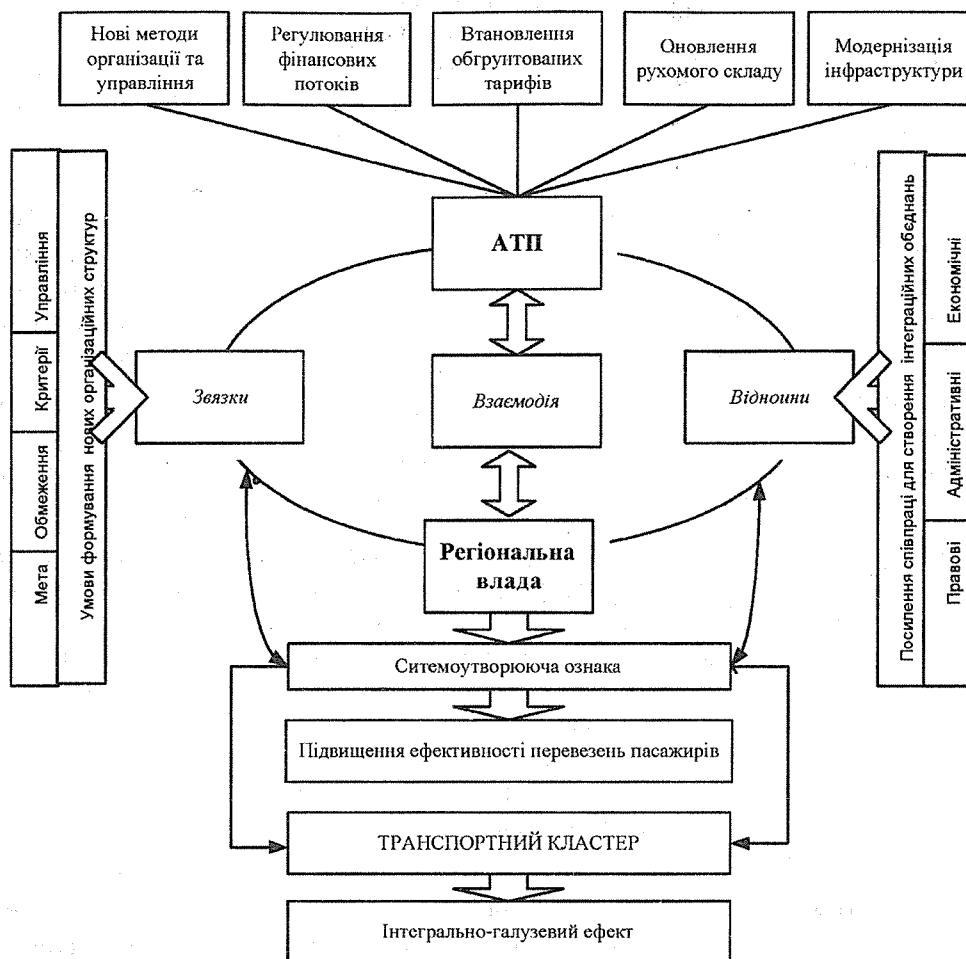 Нові методи
організації та
управління
Регулювання
фінансових
потоків
Втановлення
обгрунтованих
тарифів
Оновлення
рухомого складу
Модернізація
інфраструктури
Управління
Критерії
Обмеження
Мета
Умови формування нових організаційних структур
АТП
Звязки
Взаємодія
Відноини
Регіональна
влада
Посилення співпраці для створення інтеграційних обєднань
Економічні
Адміністративні
Правові
Ситемоутворююча ознака
Підвищення ефективності перевезень пасажирів
ТРАНСПОРТНИЙ КЛАСТЕР
Інтегрально-галузевий ефект